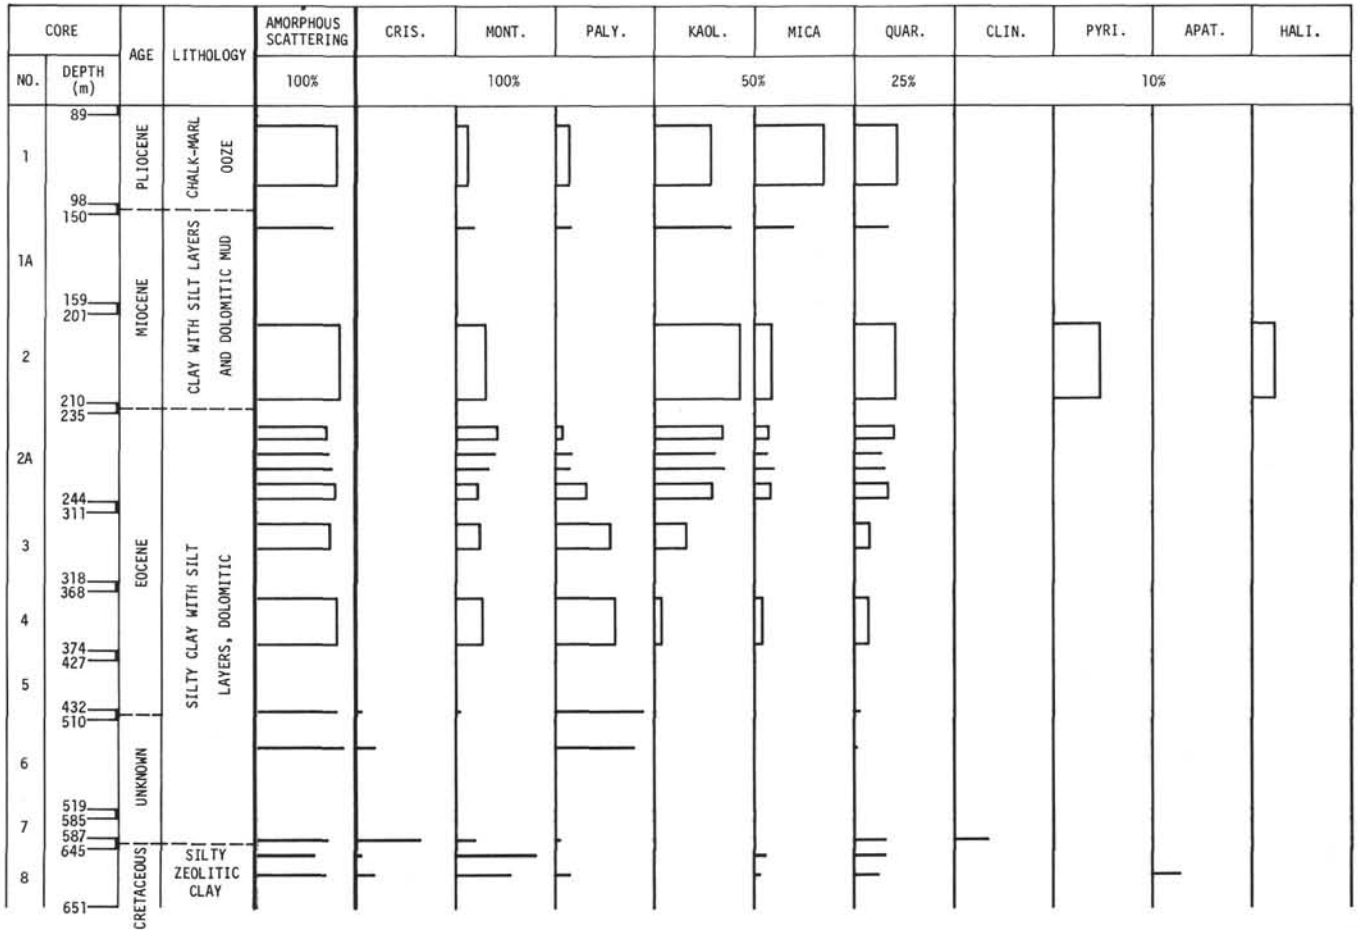 CORE
AGE
LITHOLOGY
AMORPHOUS
SCATTERING
CRIS.
MONT.
PALY.
KAOL.
MICA
QUAR.
CLIN.
PYRI.
APAT.
HALI.
NO.
DEPTH
(m)
100%
100%
50%
25%
10%
89
1
98
150
1A
159
201
2
210
235
2A
244
311
3
318
368
4
374
427
5
432
510
6
519
585
7
587
645
8
651
PLIOCENE
MIOCENE
EOCENE
UNKNOWN
CRETACEOUS
CHALK-MARL
OOZE
CLAY WITH SILT LAYERS
AND DOLOMITIC MUD
SILTY CLAY WITH SILT
LAYERS, DOLOMITIC
SILTY
ZEOLITIC
CLAY